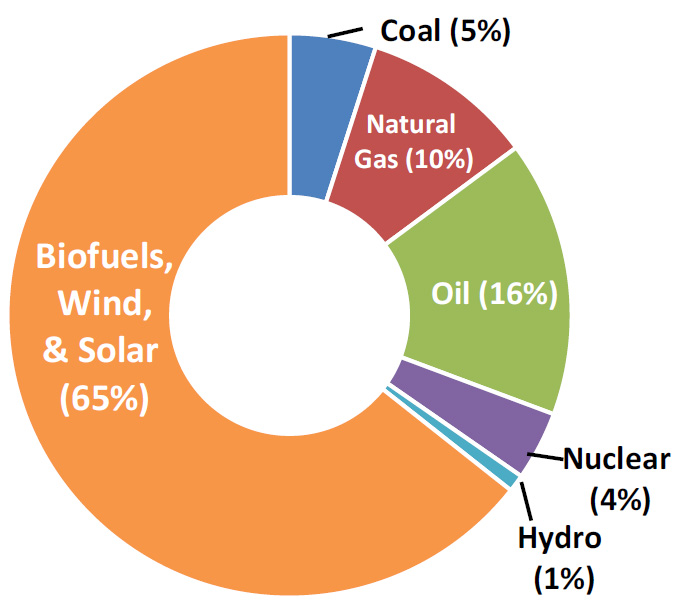 Coal (5%)
Natural
Gas (10%)
Oil (16%)
Nuclear
(4%)
Hydro
(1%)
Biofuels,
Wind,
& Solar
(65%)